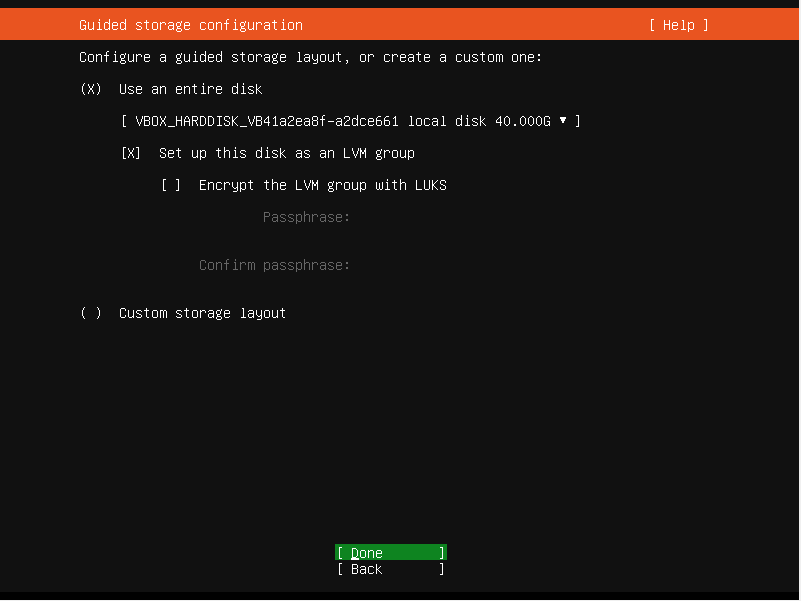 Guided storage configuration [ Help ]
Configure a guided storage layout, or create a custom one:
(X) Use an entire disk
[ VBOX_HARDDISK_VB41a2ea8f-a2dce661 local disk 40.000G ▾ ]
[X] Set up this disk as an LVM group
[ ] Encrypt the LVM group with LUKS
Passphrase:
Confirm passphrase:
( ) Custom storage layout
[ Done ]
[ Back ]